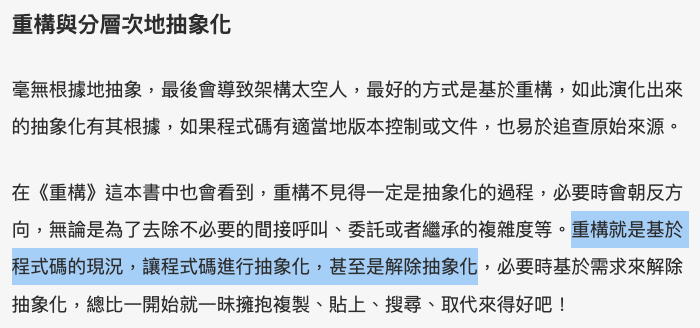 重構與分層次地抽象化
毫無根據地抽象，最後會導致架構太空人，最好的方式是基於重構，如此演化出來
的抽象化有其根據，如果程式碼有適當地版本控制或文件，也易於追查原始來源。
在《重構》這本書中也會看到，重構不見得一定是抽象化的過程，必要時會朝反方
向，無論是為了去除不必要的間接呼叫、委託或者繼承的複雜度等。重構就是基於
程式碼的現況，讓程式碼進行抽象化，甚至是解除抽象化，必要時基於需求來解除
抽象化，總比一開始就一昧擁抱複製、貼上、搜尋、取代來得好吧！